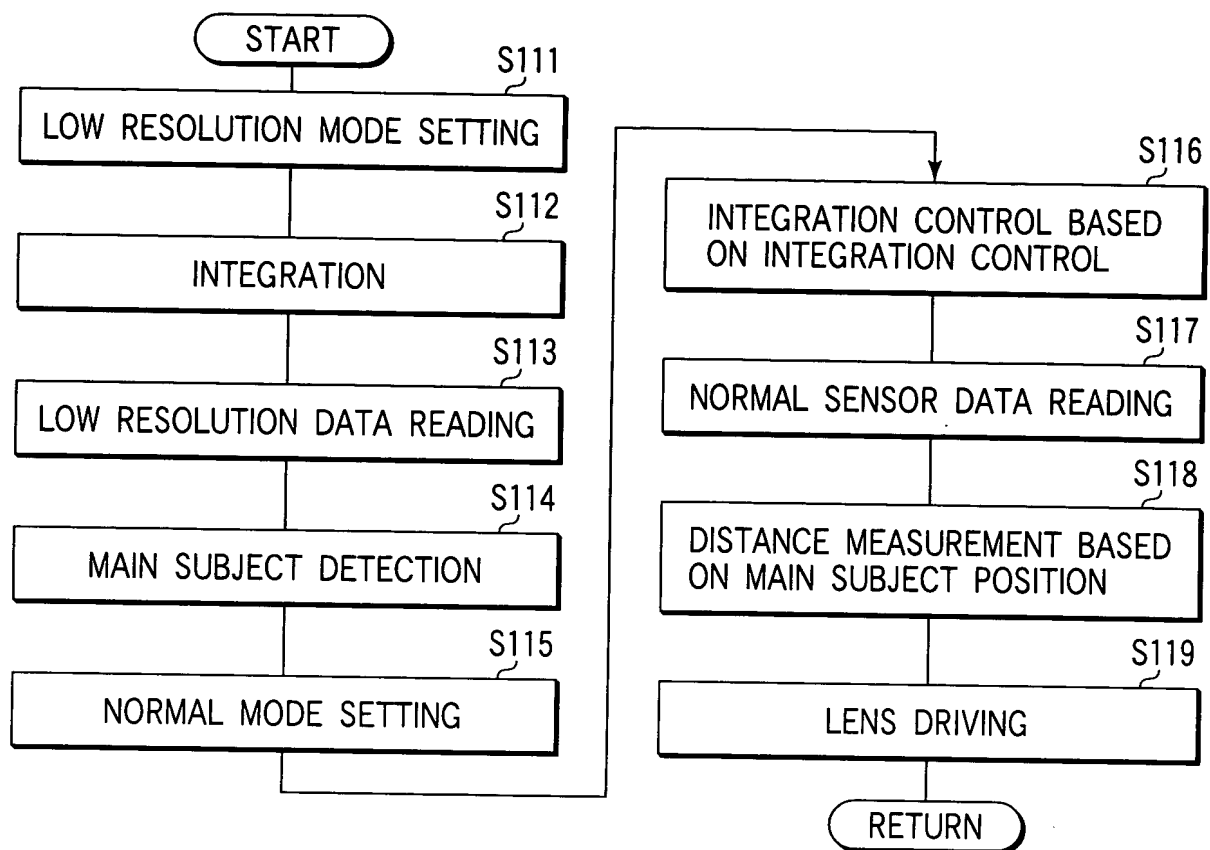 START
S111
LOW RESOLUTION MODE SETTING
S112
INTEGRATION
S113
LOW RESOLUTION DATA READING
S114
MAIN SUBJECT DETECTION
S115
NORMAL MODE SETTING
S116
INTEGRATION CONTROL BASED
ON INTEGRATION CONTROL
S117
NORMAL SENSOR DATA READING
S118
DISTANCE MEASUREMENT BASED
ON MAIN SUBJECT POSITION
S119
LENS DRIVING
RETURN